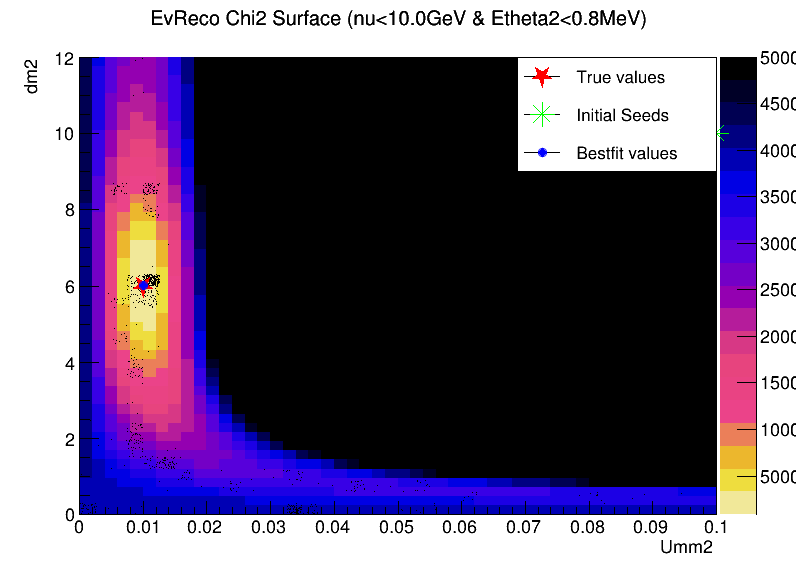 EvReco Chi2 Surface (nu<10.0GeV & Etheta2<0.8MeV)
dm2
12
10
8
6
4
2
0
True values
Initial Seeds
Bestfit values
5000
4500
4000
3500
3000
2500
2000
1500
1000
5000
0 0.01 0.02 0.03 0.04 0.05 0.06 0.07 0.08 0.09 0.1
Umm2